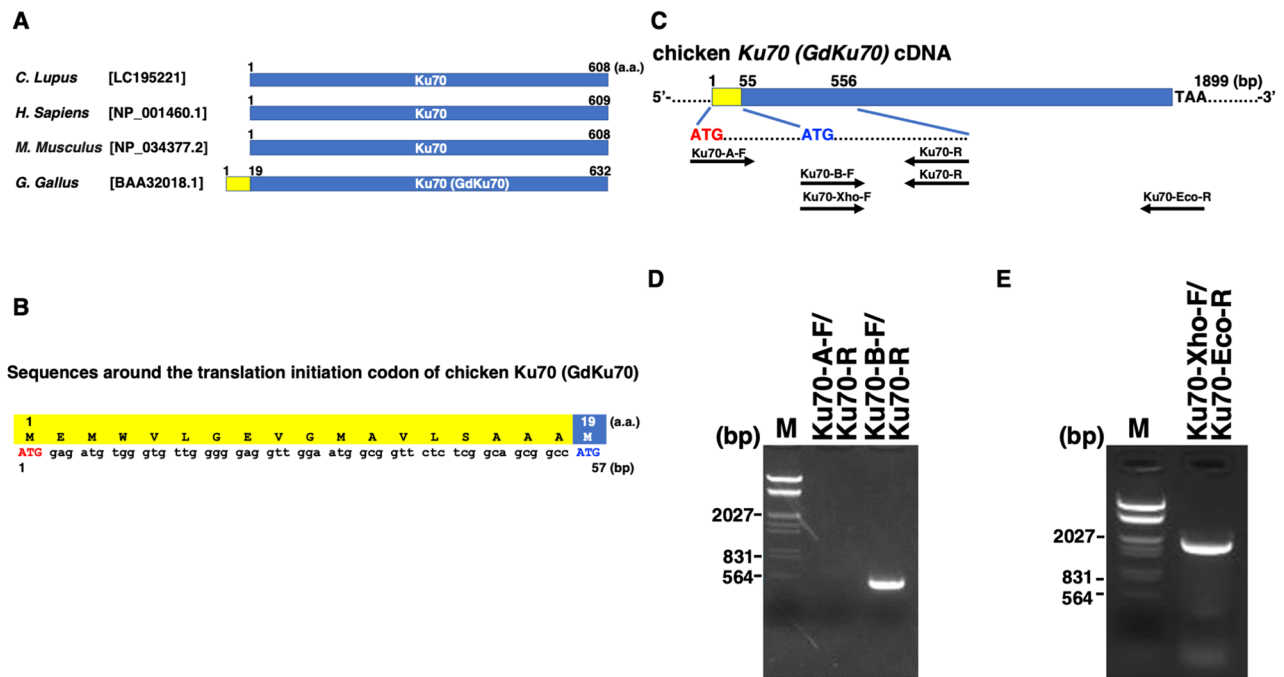 A
C. Lupus [LC195221] 1 Ku70 608 (a.a.)
H. Sapiens [NP_001460.1] 1 Ku70 609
M. Musculus [NP_034377.2] 1 Ku70 608
G. Gallus [BAA32018.1] 1 19 Ku70 (GdKu70) 632
B
Sequences around the translation initiation codon of chicken Ku70 (GdKu70)
1 19 (a.a.)
M E M W V L G E V G M A V L S A A A M
ATG gag atg tgg gtg ttg ggg gag gtt gga atg gcg gtt ctc tcg gca gcg gcc ATG
1 57 (bp)
C
chicken Ku70 (GdKu70) cDNA
1 55 556 1899 (bp)
5'-....... TAA..........-3'
ATG..............ATG......................
Ku70-A-F Ku70-R
Ku70-B-F Ku70-R
Ku70-Xho-F Ku70-Eco-R
D
(bp) M Ku70-A-F/ Ku70-R Ku70-B-F/ Ku70-R
2027-
831-
564-
E
(bp) M Ku70-Xho-F/ Ku70-Eco-R
2027-
831-
564-